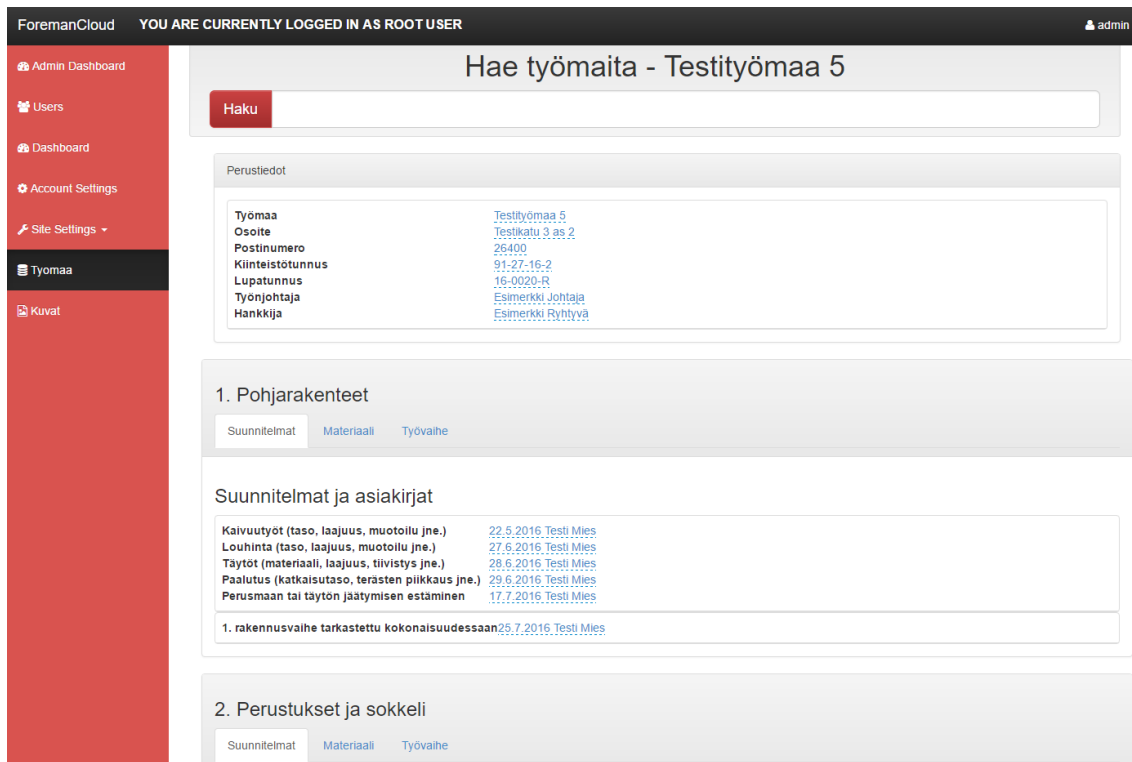 ForemanCloud YOU ARE CURRENTLY LOGGED IN AS ROOT USER admin
Admin Dashboard
Users
Dashboard
Account Settings
Site Settings
Tyomaa
Kuvat
Hae työmaita - Testityömaa 5
Haku
Perustiedot
Työmaa Testityömaa 5
Osoite Testikatu 3 as 2
Postinumero 26400
Kiinteistötunnus 91-27-16-2
Lupatunnus 16-0020-R
Työnjohtaja Esimerkki Johtaja
Hankkija Esimerkki Ryhtyvä
1. Pohjarakenteet
Suunnitelmat Materiaali Työvaihe
Suunnitelmat ja asiakirjat
Kaivuutyöt (taso, laajuus, muotoilu jne.) 22.5.2016 Testi Mies
Louhinta (taso, laajuus, muotoilu jne.) 27.6.2016 Testi Mies
Täytöt (materiaali, laajuus, tiivistys jne.) 28.6.2016 Testi Mies
Paalutus (katkaisutaso, terästen piikkaus jne.) 29.6.2016 Testi Mies
Perusmaan tai täytön jäätymisen estäminen 17.7.2016 Testi Mies
1. rakennusvaihe tarkastettu kokonaisuudessaan 25.7.2016 Testi Mies
2. Perustukset ja sokkeli
Suunnitelmat Materiaali Työvaihe